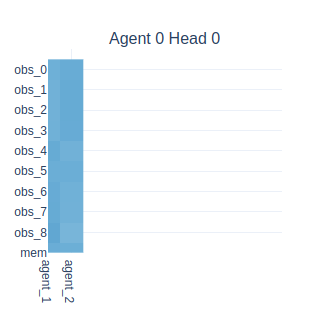 Agent 0 Head 0
obs_0
obs_1
obs_2
obs_3
obs_4
obs_5
obs_6
obs_7
obs_8
mem
agent_1
agent_2